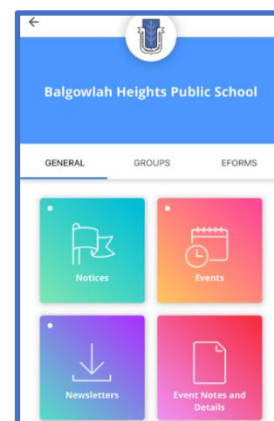 Balgowlah Heights Public School
GENERAL GROUPS EFORMS
Notices Events
Newsletters Event Notes and
Details